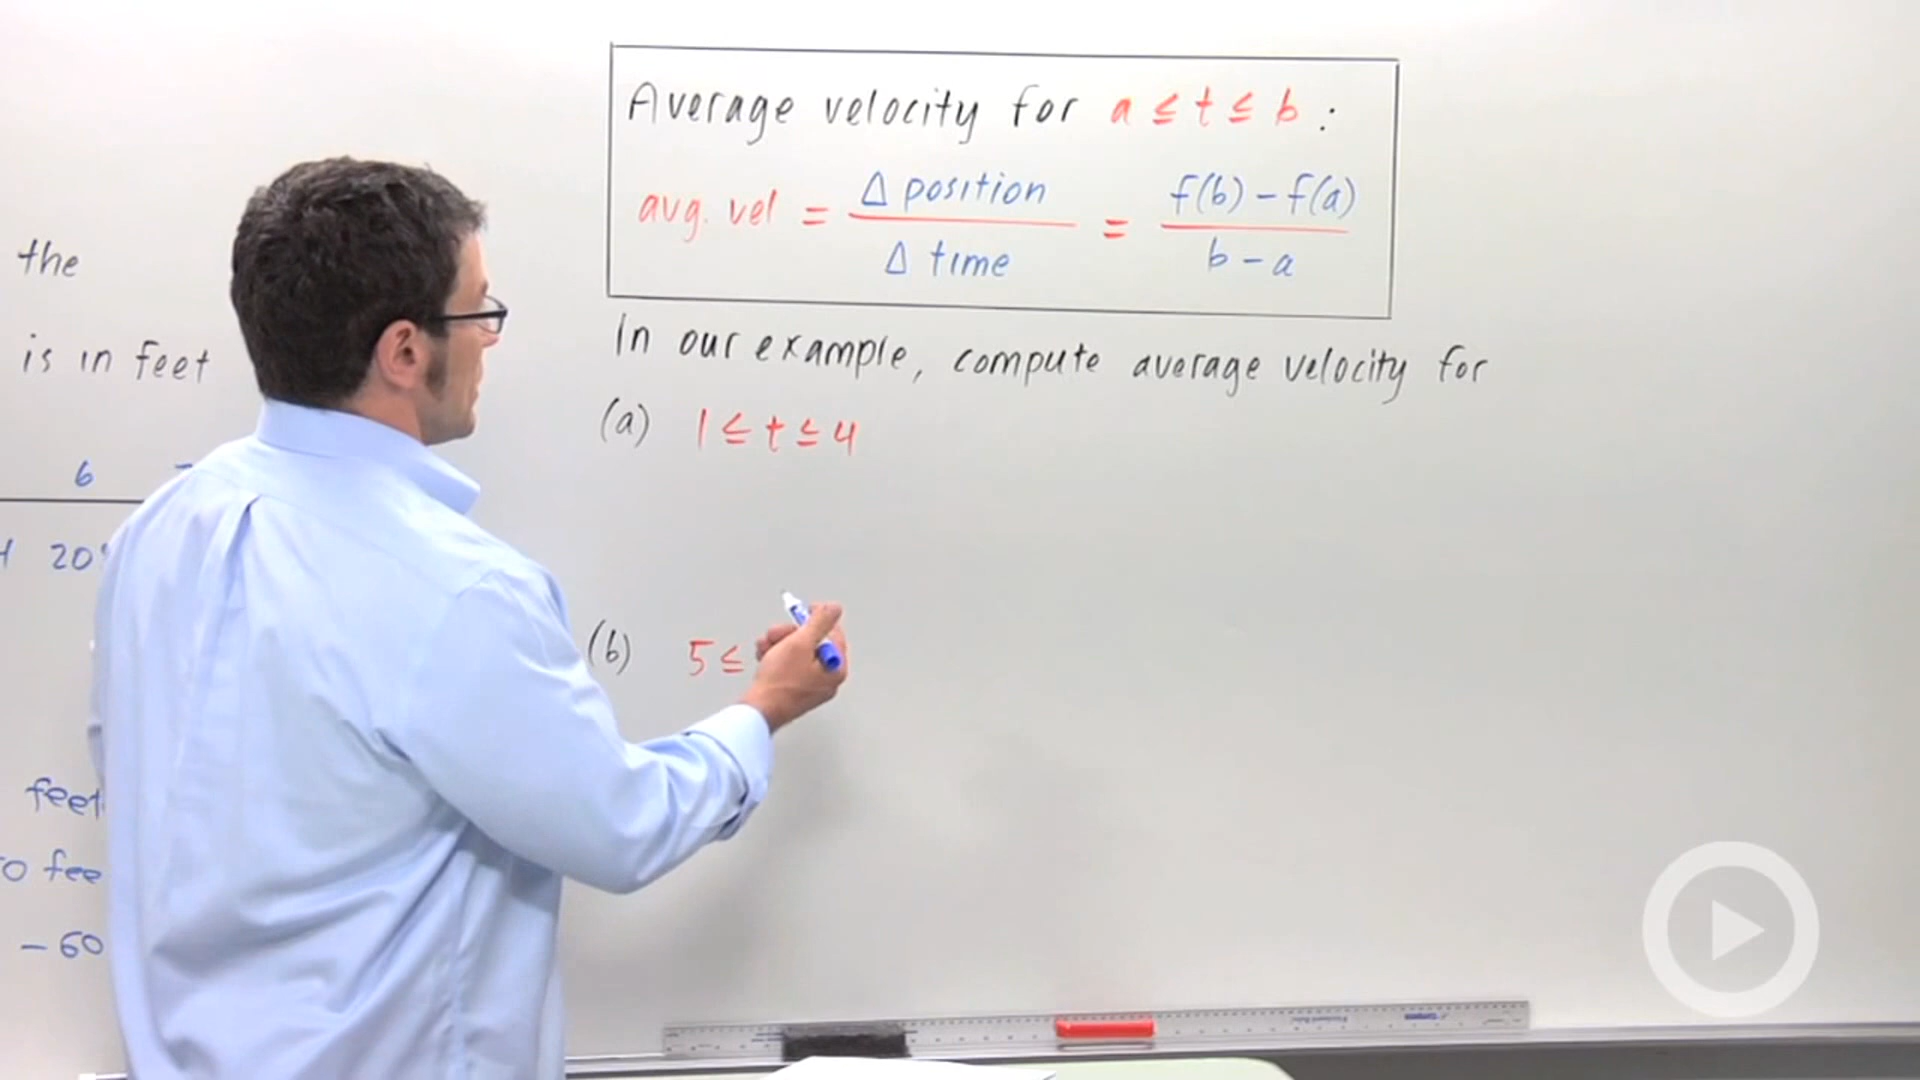 Average velocity for a ≤ t ≤ b :
avg. vel = Δ position / Δ time = f(b) - f(a) / b - a
In our example, compute average velocity for
(a) 1 ≤ t ≤ 4
(b) 5 ≤
the
is in feet
6
20
feet
fee
- 60